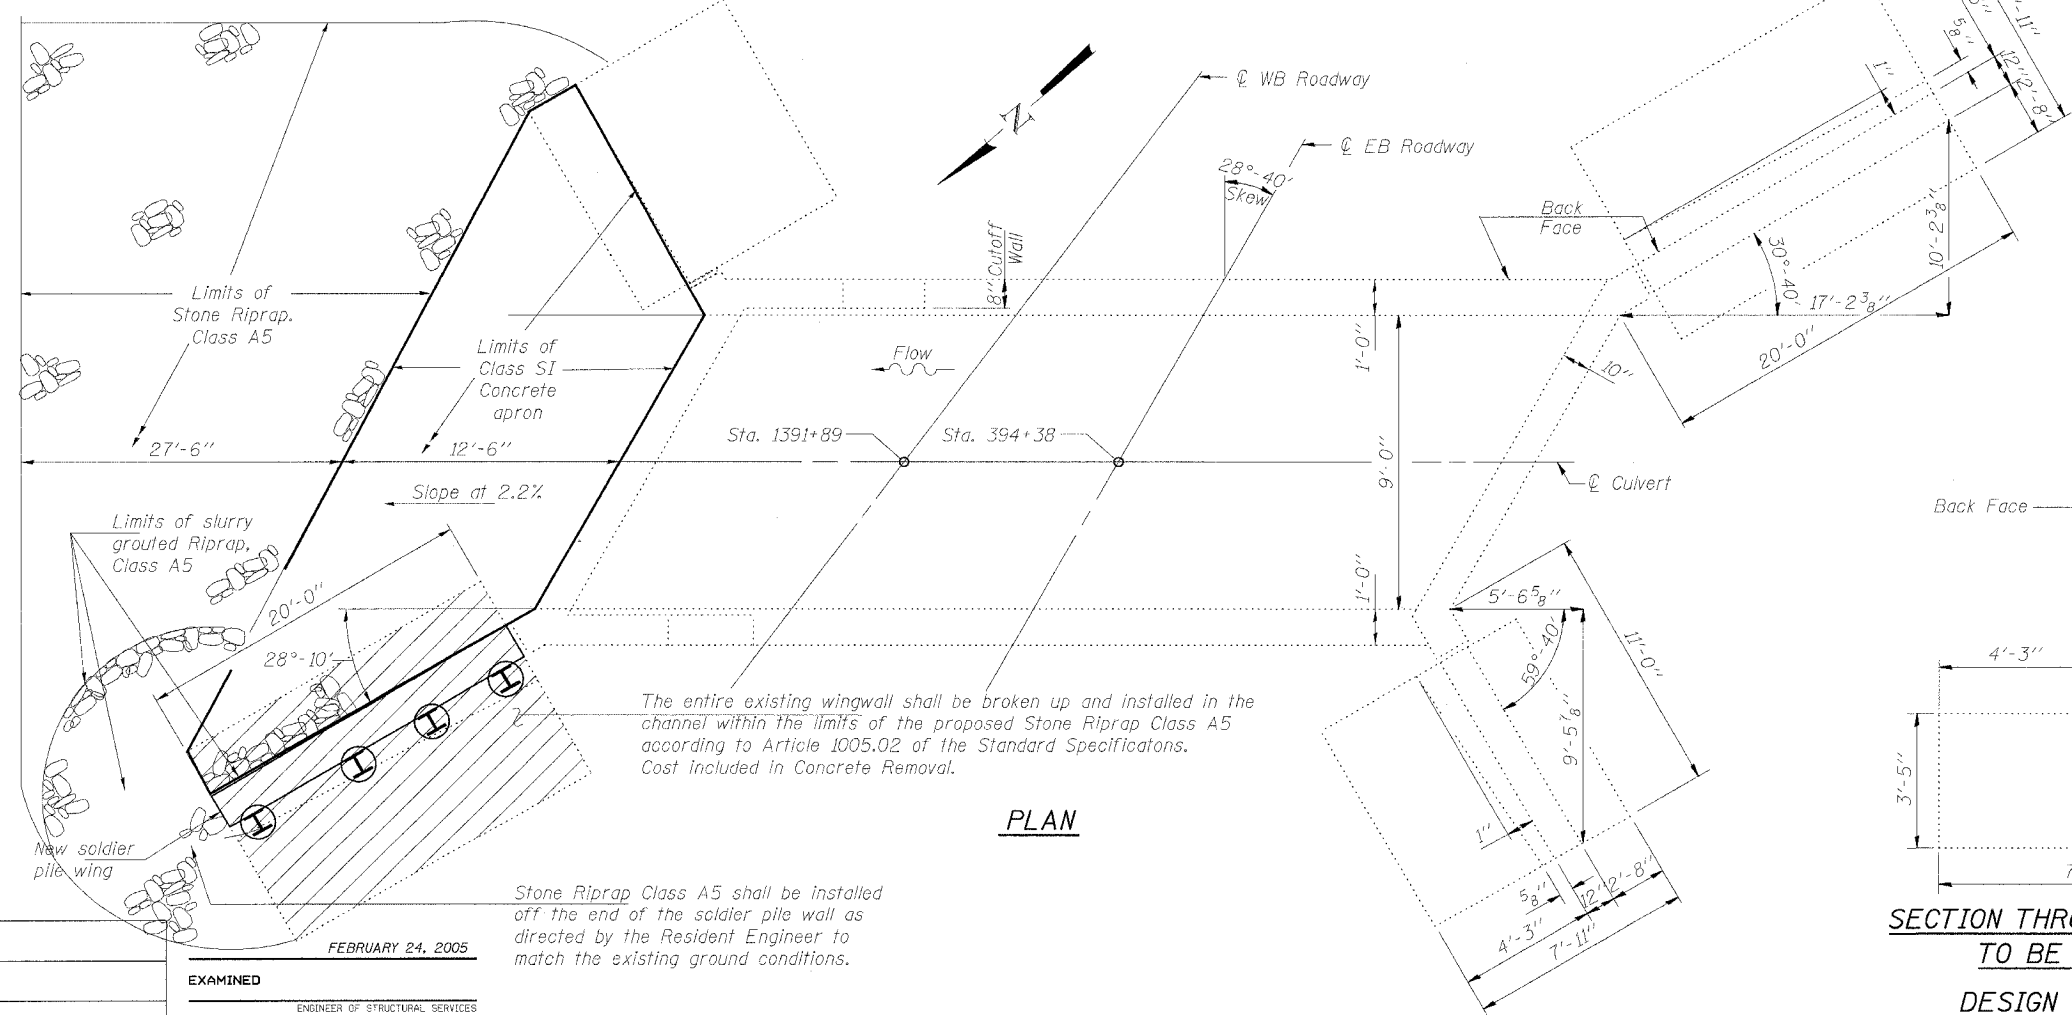 ℄ WB Roadway
℄ EB Roadway
28°-40'
Skew
N
8" Cutoff
Wall
Back
Face
5/8"
1"
12"
2'-8"
10'-2 3/8"
30°-40'
17'-2 3/8"
20'-0"
10"
Limits of
Stone Riprap,
Class A5
Limits of
Class SI
Concrete
apron
Flow
1'-0"
Sta. 1391+89
Sta. 394+38
27'-6"
12'-6"
9'-0"
℄ Culvert
Slope at 2.2%
Back Face
Limits of slurry
grouted Riprap,
Class A5
20'-0"
28°-10'
1'-0"
5'-6 5/8"
59°-40'
11'-0"
9'-5 7/8"
4'-3"
3'-5"
The entire existing wingwall shall be broken up and installed in the
channel within the limits of the proposed Stone Riprap Class A5
according to Article 1005.02 of the Standard Specificatons.
Cost included in Concrete Removal.
PLAN
1"
New soldier
pile wing
5/8"
12"
2'-8"
4'-3"
7'-11"
Stone Riprap Class A5 shall be installed
off the end of the soldier pile wall as
directed by the Resident Engineer to
match the existing ground conditions.
SECTION THR
TO BE
DESIGN
FEBRUARY 24, 2005
EXAMINED
ENGINEER OF STRUCTURAL SERVICES